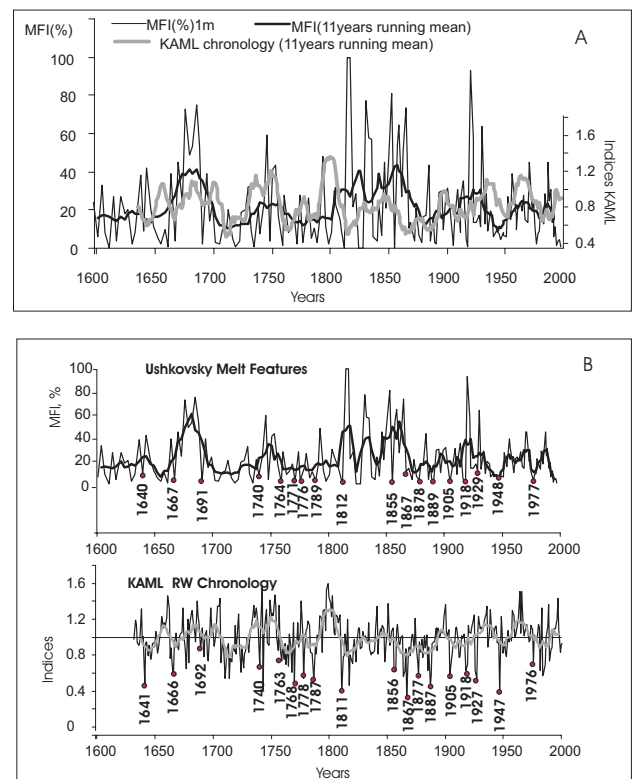 MFI(%)
MFI(%)1m
MFI(11years running mean)
KAML chronology (11years running mean)
A
100
80
60
40
20
0
1.6
1.2
0.8
0.4
Indices KAML
1600 1650 1700 1750 1800 1850 1900 1950 2000
Years
B
Ushkovsky Melt Features
MFI, %
100
80
60
40
20
0
1640 1667 1691 1740 1764 1771 1776 1789 1812 1855 1867 1878 1889 1905 1918 1929 1948 1977
1600 1650 1700 1750 1800 1850 1900 1950 2000
KAML RW Chronology
Indices
1.6
1.2
0.8
0.4
0
1641 1666 1692 1740 1763 1768 1778 1787 1811 1856 1867 1877 1887 1905 1918 1927 1947 1976
1600 1650 1700 1750 1800 1850 1900 1950 2000
Years